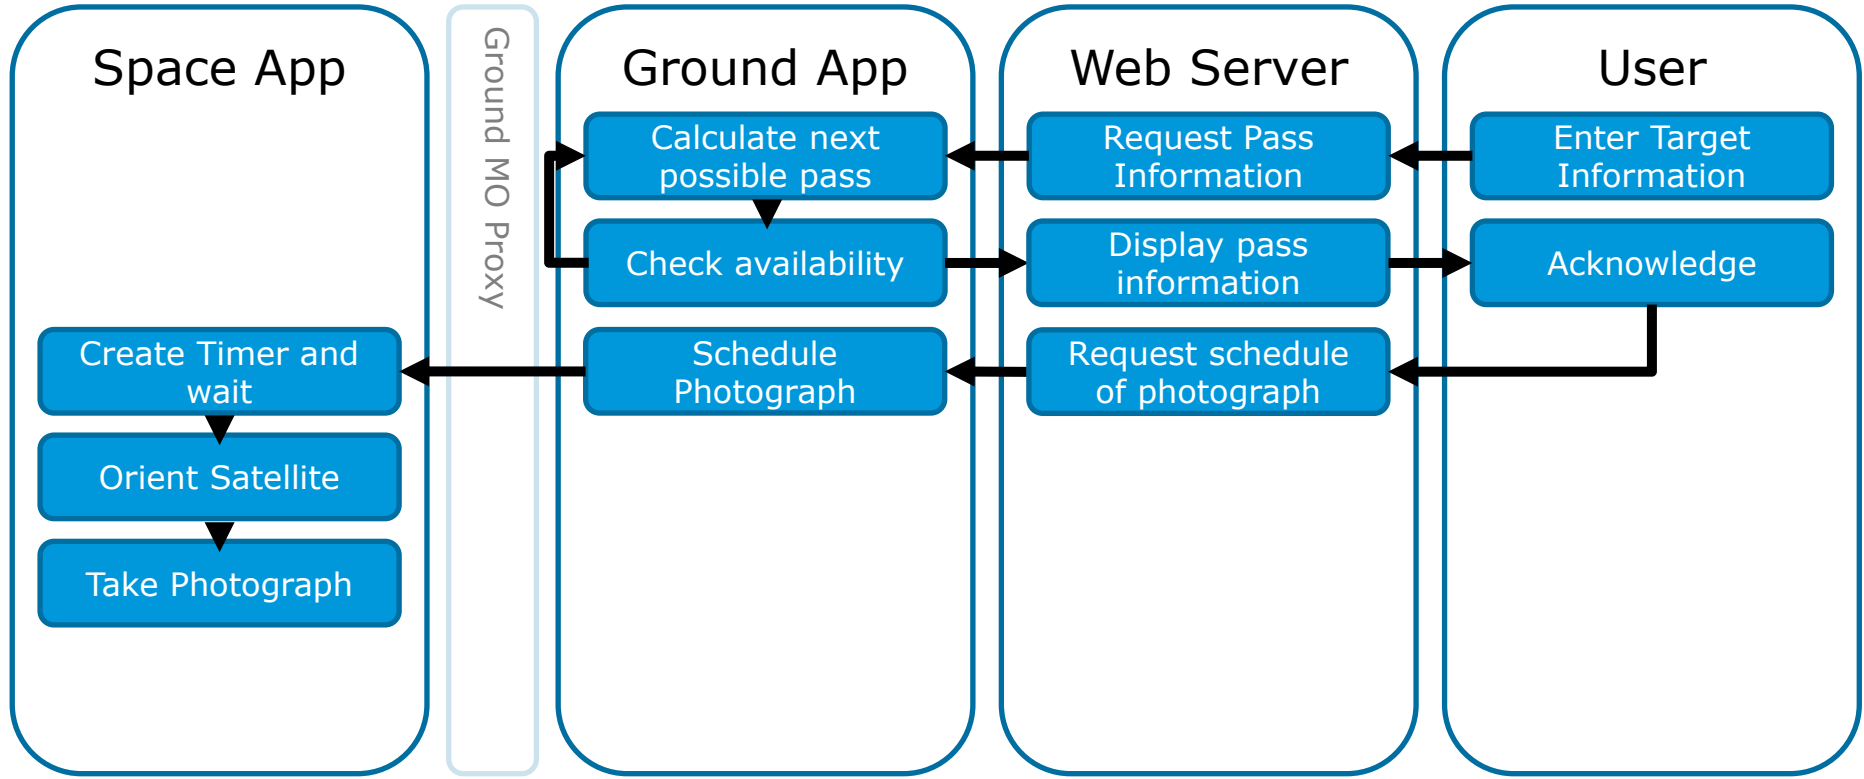 Space App
Ground MO Proxy
Ground App
Web Server
User
Calculate next
possible pass
Request Pass
Information
Enter Target
Information
Check availability
Display pass
information
Acknowledge
Create Timer and
wait
Schedule
Photograph
Request schedule
of photograph
Orient Satellite
Take Photograph